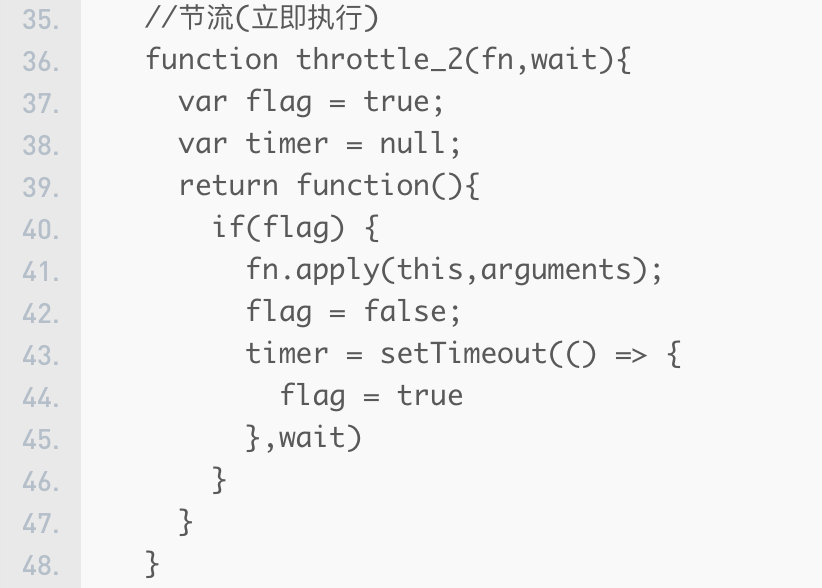 35. //节流(立即执行)
36. function throttle_2(fn,wait){
37.   var flag = true;
38.   var timer = null;
39.   return function(){
40.     if(flag) {
41.       fn.apply(this,arguments);
42.       flag = false;
43.       timer = setTimeout(() => {
44.         flag = true
45.       },wait)
46.     }
47.   }
48. }